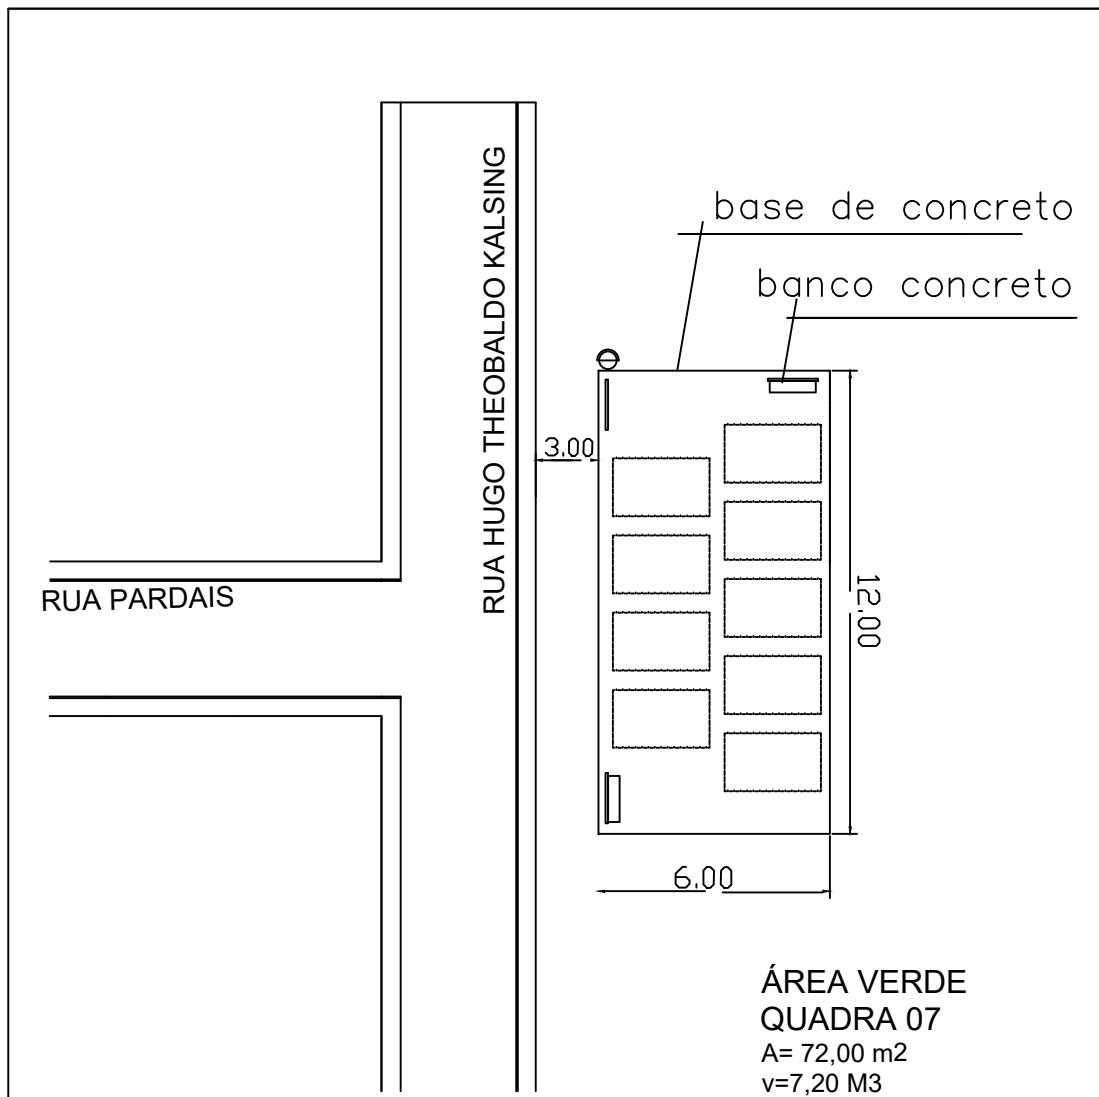 RUA HUGO THEOBALDO KALSING
base de concreto
banco concreto
3.00
RUA PARDAIS
12.00
6.00
ÁREA VERDE
QUADRA 07
A= 72,00 m2
v=7,20 M3